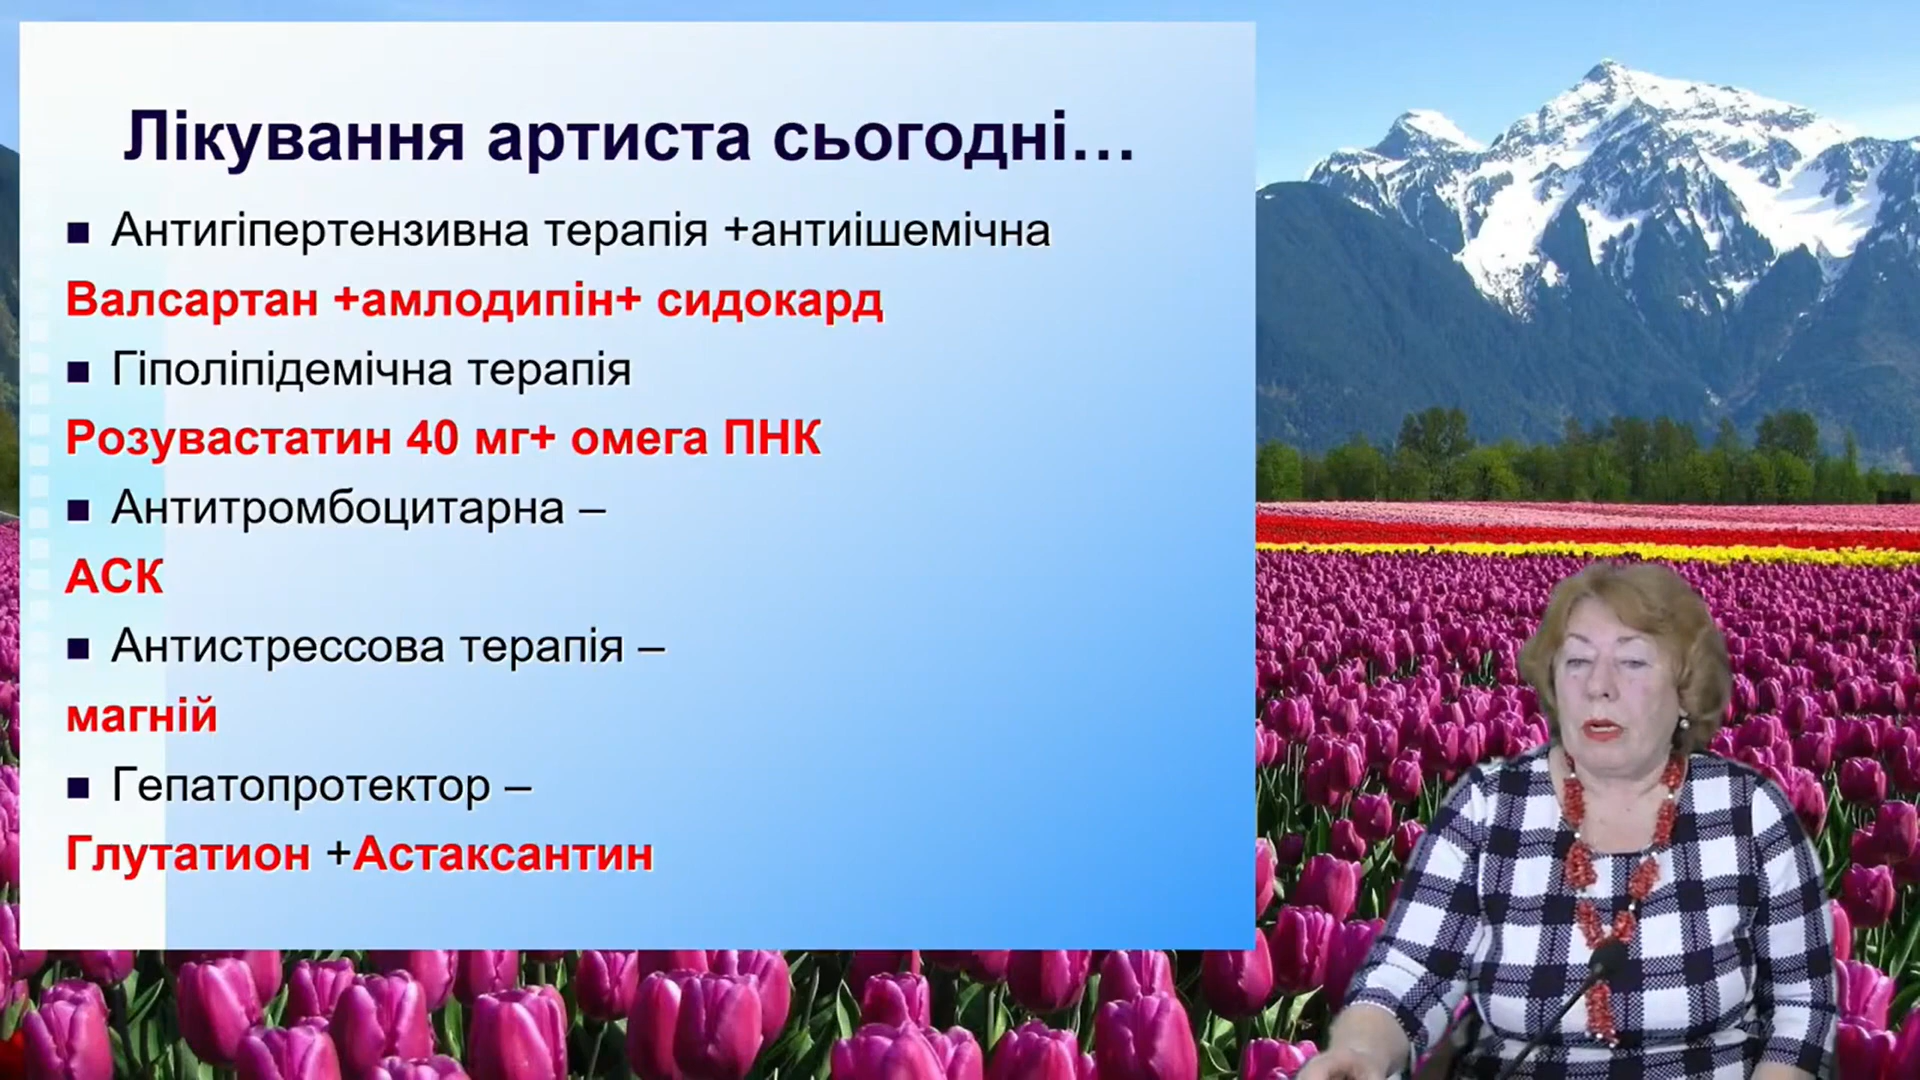 Лікування артиста сьогодні…
■ Антигіпертензивна терапія +антиішемічна
Валсартан +амлодипін+ сидокард
■ Гіполіпідемічна терапія
Розувастатин 40 мг+ омега ПНК
■ Антитромбоцитарна –
АСК
■ Антистрессова терапія –
магній
■ Гепатопротектор –
Глутатион +Астаксантин